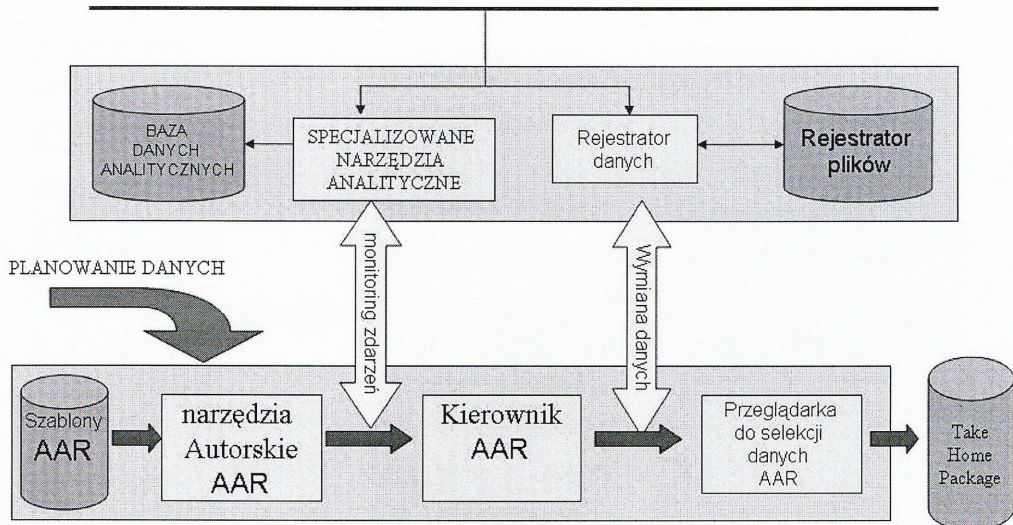 BAZA
DANYCH
ANALITYCZNYCH
SPECJALIZOWANE
NARZĘDZIA
ANALITYCZNE
Rejestrator
danych
Rejestrator
plików
PLANOWANIE DANYCH
monitoring zdarzeń
Wymiana danych
Szablony
AAR
narzędzia
Autorskie
AAR
Kierownik
AAR
Przeglądarka
do selekcji
danych
AAR
Take
Home
Package